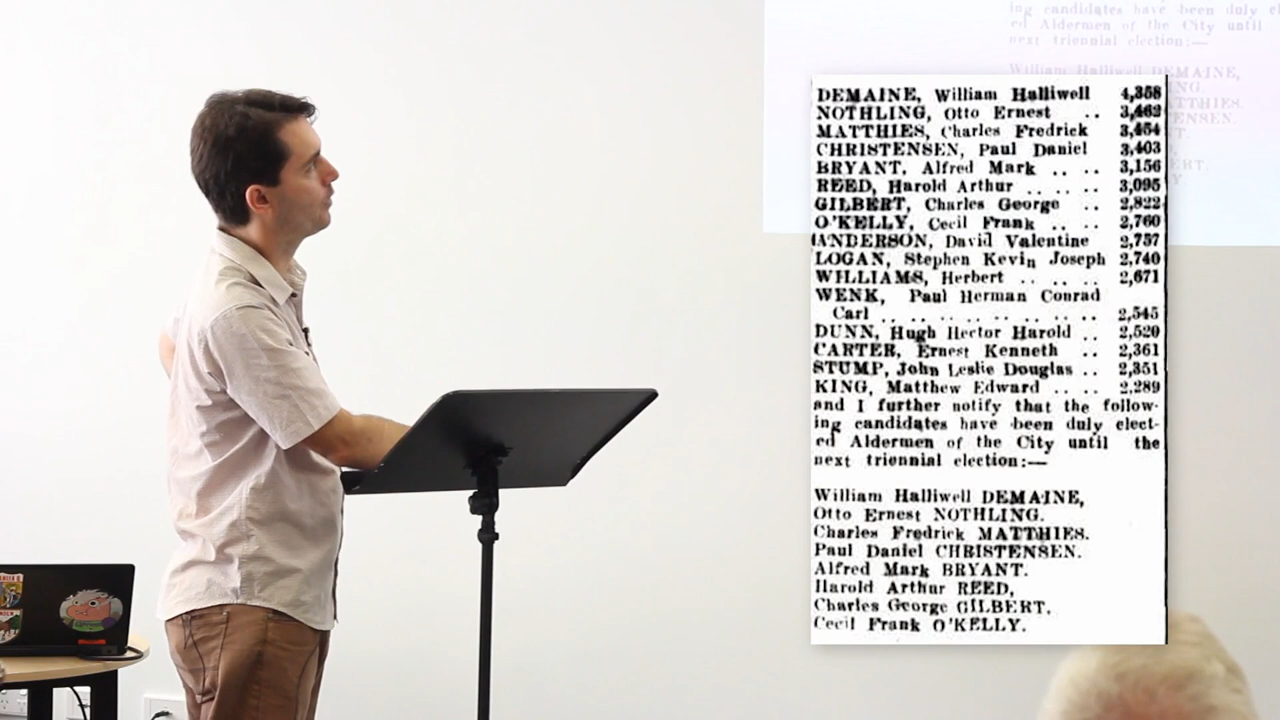 ing candidates have been duly el
ed Aldermen of the City until
next triennial election:—
William Halliwell DEMAINE,
DEMAINE, William Halliwell 4,358
NOTHLING, Otto Ernest .. 3,462
MATTHIES, Charles Fredrick 3,454
CHRISTENSEN, Paul Daniel 3,403
BRYANT, Alfred Mark .. .. 3,156
REED, Harold Arthur .. .. .. 3,095
GILBERT, Charles George .. 2,822
O'KELLY, Cecil Frank .. .. 2,760
ANDERSON, David Valentine 2,757
LOGAN, Stephen Kevin Joseph 2,740
WILLIAMS, Herbert .. .. .. 2,671
WENK, Paul Herman Conrad
Carl .. .. .. .. .. .. .. .. .. 2,545
DUNN, Hugh Hector Harold .. 2,520
CARTER, Ernest Kenneth .. 2,361
STUMP, John Leslie Douglas .. 2,351
KING, Matthew Edward .. .. 2,289
and I further notify that the follow-
ing candidates have been duly elect-
ed Aldermen of the City until the
next triennial election:—
William Halliwell DEMAINE,
Otto Ernest NOTHLING.
Charles Fredrick MATTHIES.
Paul Daniel CHRISTENSEN.
Alfred Mark BRYANT.
Harold Arthur REED,
Charles George GILBERT.
Cecil Frank O'KELLY.